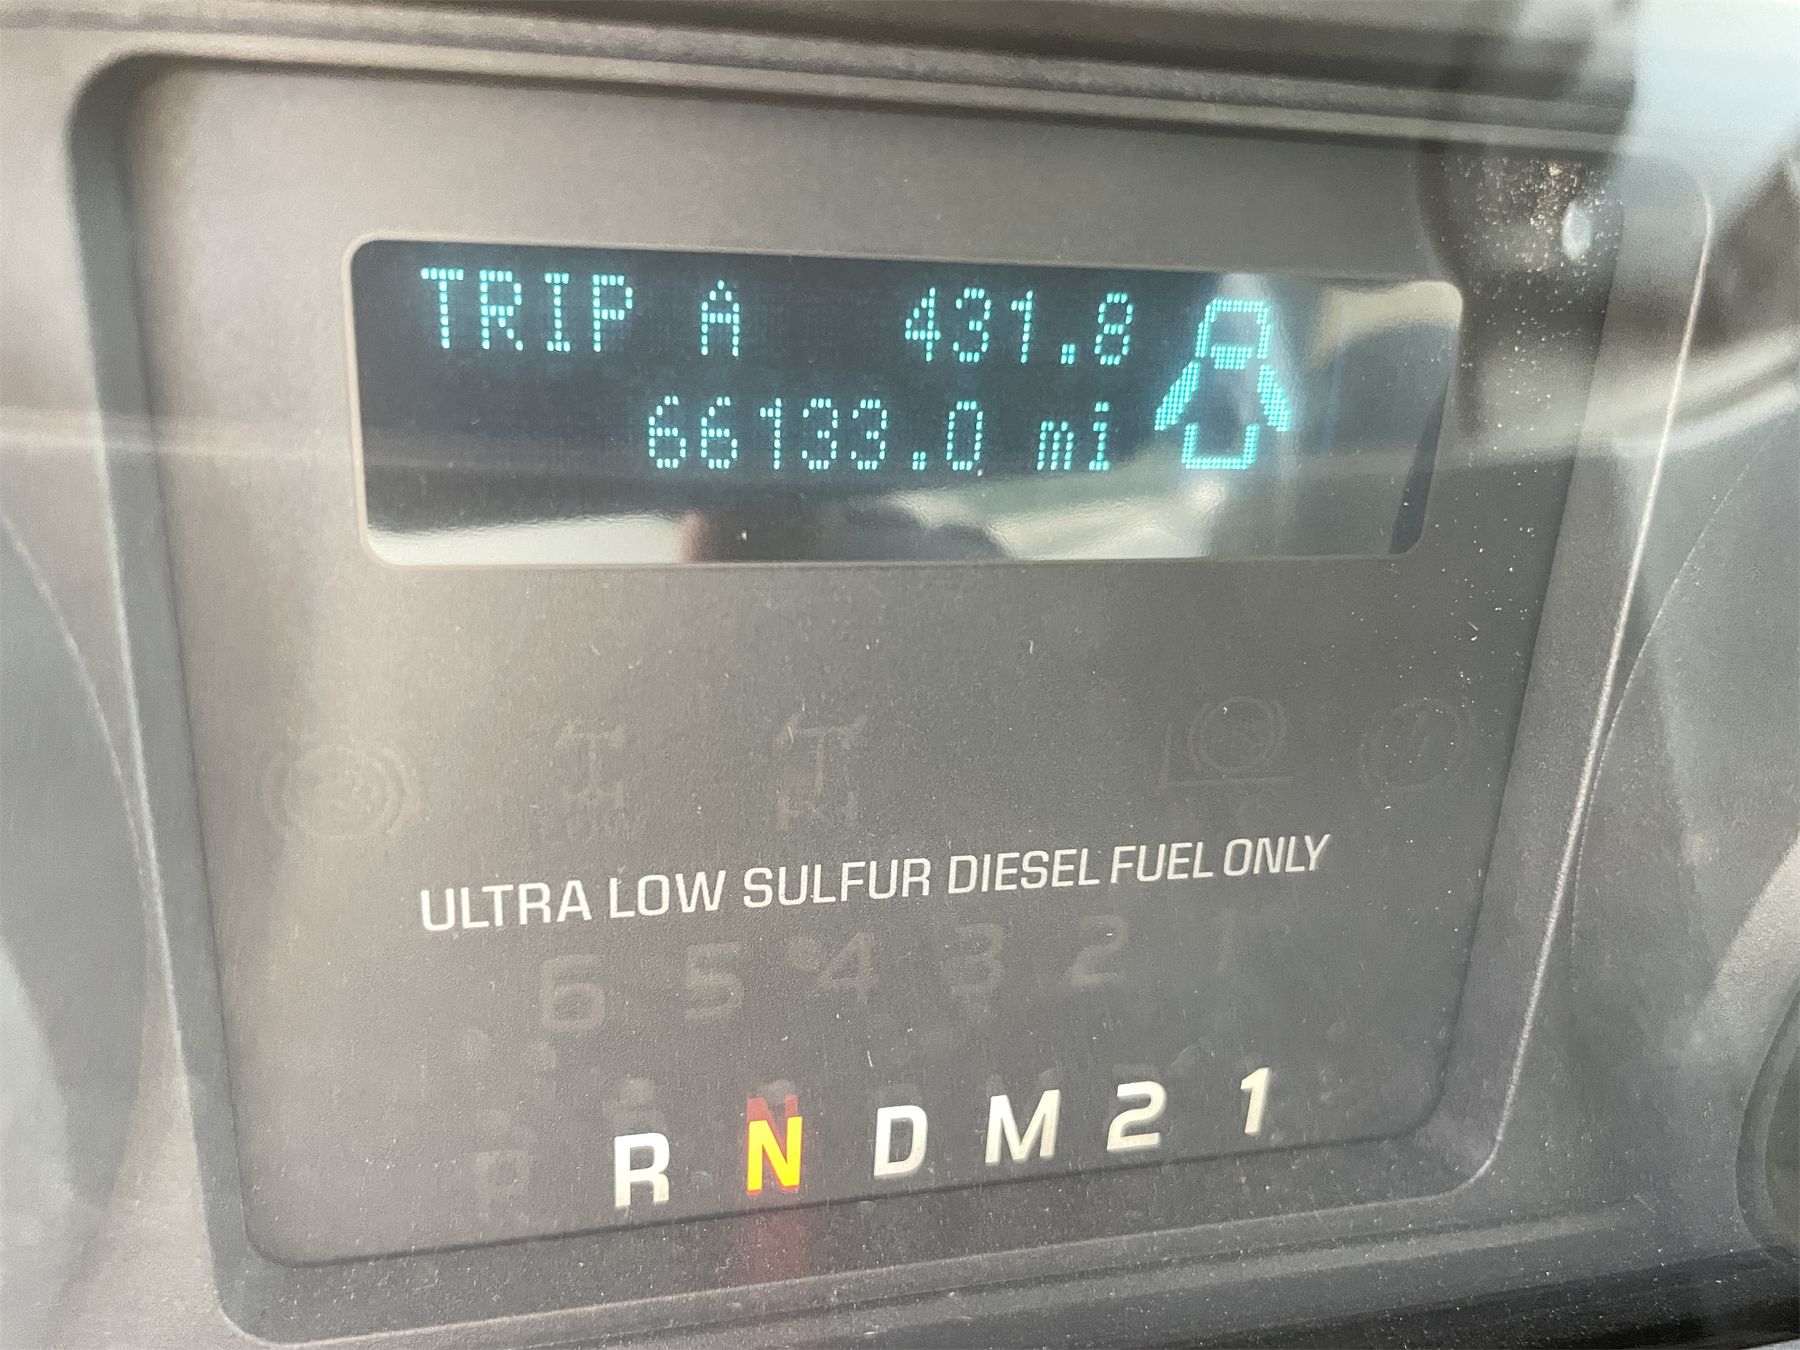 TRIP A 431.8
66133.0 mi
ULTRA LOW SULFUR DIESEL FUEL ONLY
6 5 4 3 2 1
R N D M 2 1